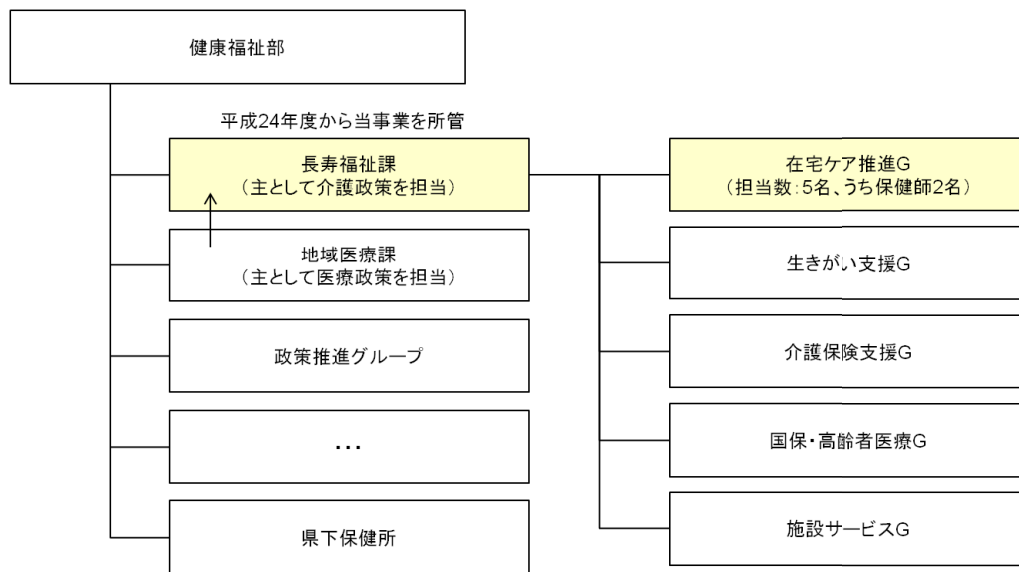 健康福祉部
平成24年度から当事業を所管
長寿福祉課
（主として介護政策を担当）
地域医療課
（主として医療政策を担当）
政策推進グループ
・・・
県下保健所
在宅ケア推進G
（担当数：5名、うち保健師2名）
生きがい支援G
介護保険支援G
国保・高齢者医療G
施設サービスG